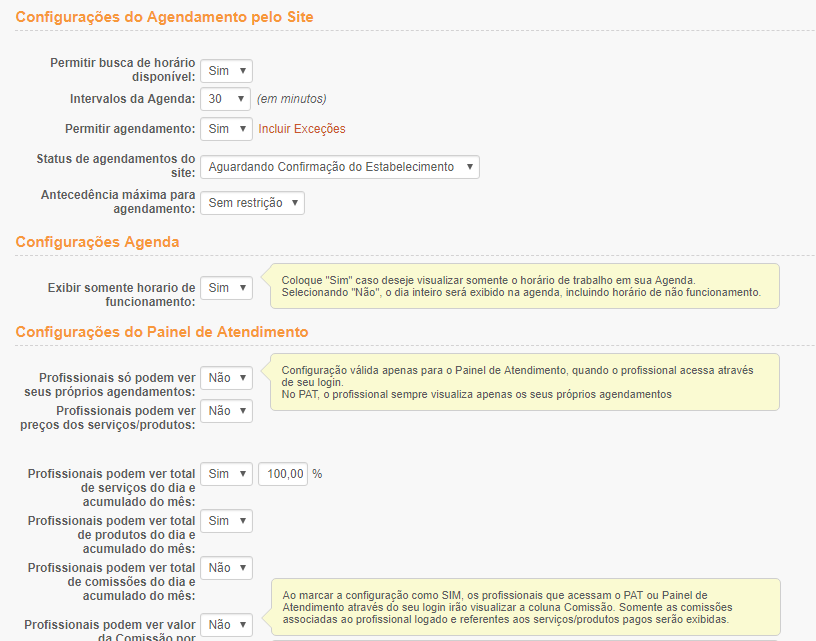 Configurações do Agendamento pelo Site
Permitir busca de horário
disponível:
Sim
Intervalos da Agenda:
30
(em minutos)
Permitir agendamento:
Sim
Incluir Exceções
Status de agendamentos do
site:
Aguardando Confirmação do Estabelecimento
Antecedência máxima para
agendamento:
Sem restrição
Configurações Agenda
Exibir somente horario de
funcionamento:
Sim
Coloque "Sim" caso deseje visualizar somente o horário de trabalho em sua Agenda.
Selecionando "Não", o dia inteiro será exibido na agenda, incluindo horário de não funcionamento.
Configurações do Painel de Atendimento
Profissionais só podem ver
seus próprios agendamentos:
Não
Configuração válida apenas para o Painel de Atendimento, quando o profissional acessa através
de seu login.
No PAT, o profissional sempre visualiza apenas os seus próprios agendamentos
Profissionais podem ver
preços dos serviços/produtos:
Não
Profissionais podem ver total
de serviços do dia e
acumulado do mês:
Sim
100,00 %
Profissionais podem ver total
de produtos do dia e
acumulado do mês:
Sim
Profissionais podem ver total
de comissões do dia e
acumulado do mês:
Não
Profissionais podem ver valor
da Comissão por
Não
Ao marcar a configuração como SIM, os profissionais que acessam o PAT ou Painel de
Atendimento através do seu login irão visualizar a coluna Comissão. Somente as comissões
associadas ao profissional logado e referentes aos serviços/produtos pagos serão exibidas.